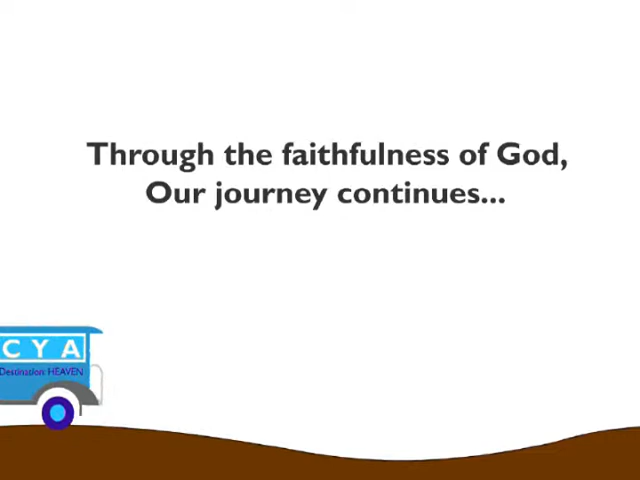 Through the faithfulness of God,
Our journey continues...
C Y A
Destination: HEAVEN